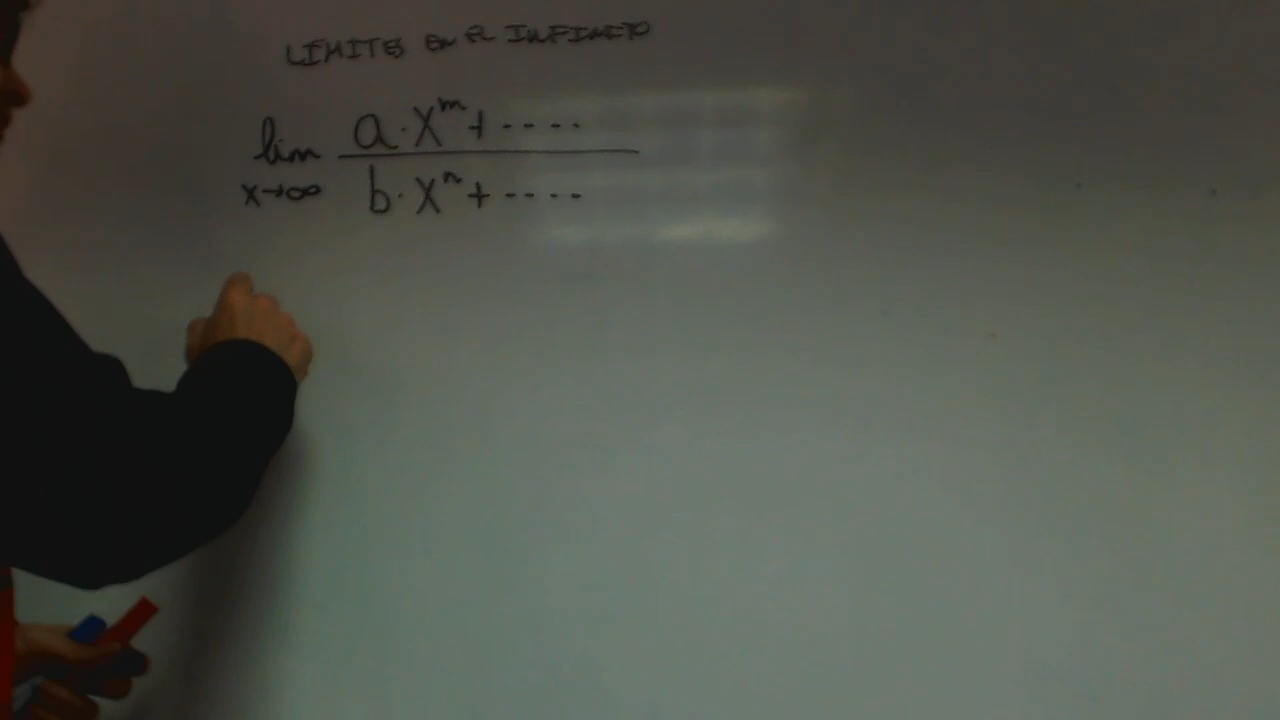 LÍMITES EN EL INFINITO
lim a·x^m + ....
x→∞ b·x^n + ....